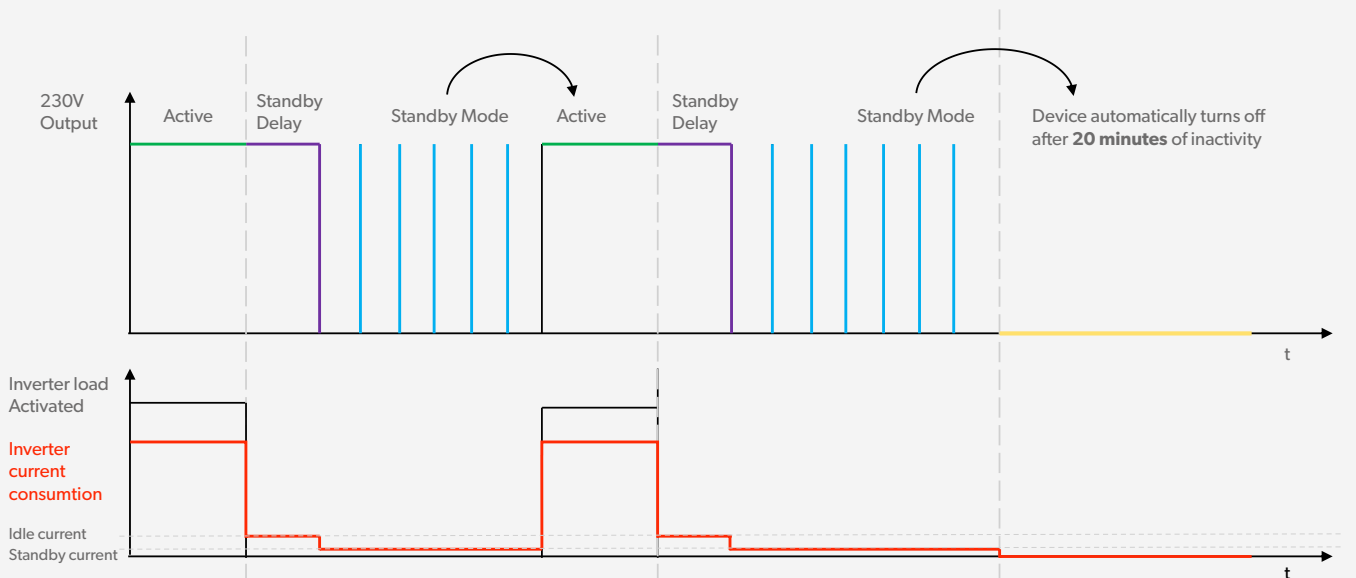 230V
Output
Active
Standby
Delay
Standby Mode
Active
Standby
Delay
Standby Mode
Device automatically turns off
after 20 minutes of inactivity
t
Inverter load
Activated
Inverter
current
consumtion
Idle current
Standby current
t